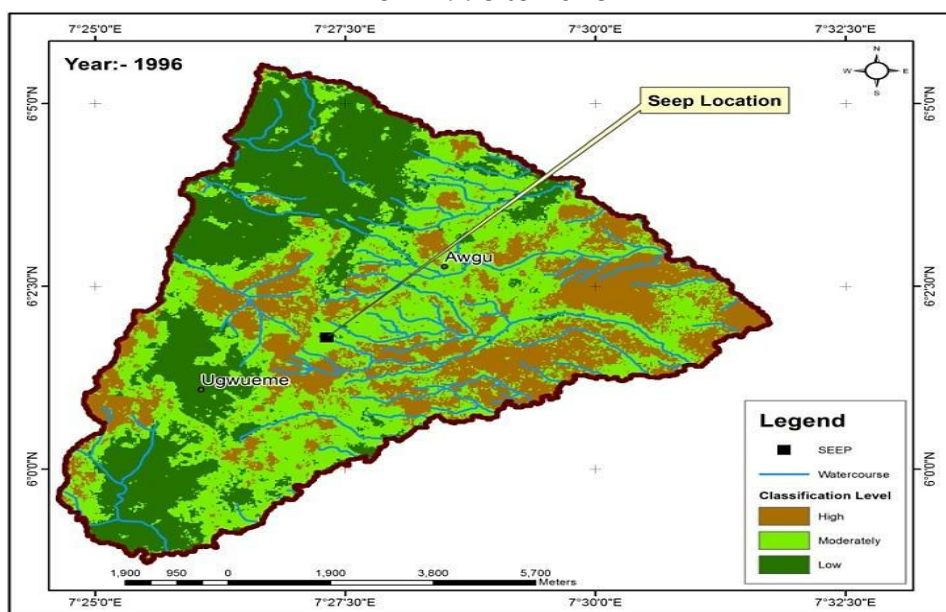 7°25'0"E 7°27'30"E 7°30'0"E 7°32'30"E
Year:- 1996
N
W E
S
Seep Location
6°5'0"N 6°5'0"N
Awgu
6°2'30"N 6°2'30"N
Ugwueme
Legend
SEEP
Watercourse
Classification Level
High
Moderately
Low
6°0'0"N 6°0'0"N
1,900 950 0 1,900 3,800 5,700
Meters
7°25'0"E 7°27'30"E 7°30'0"E 7°32'30"E